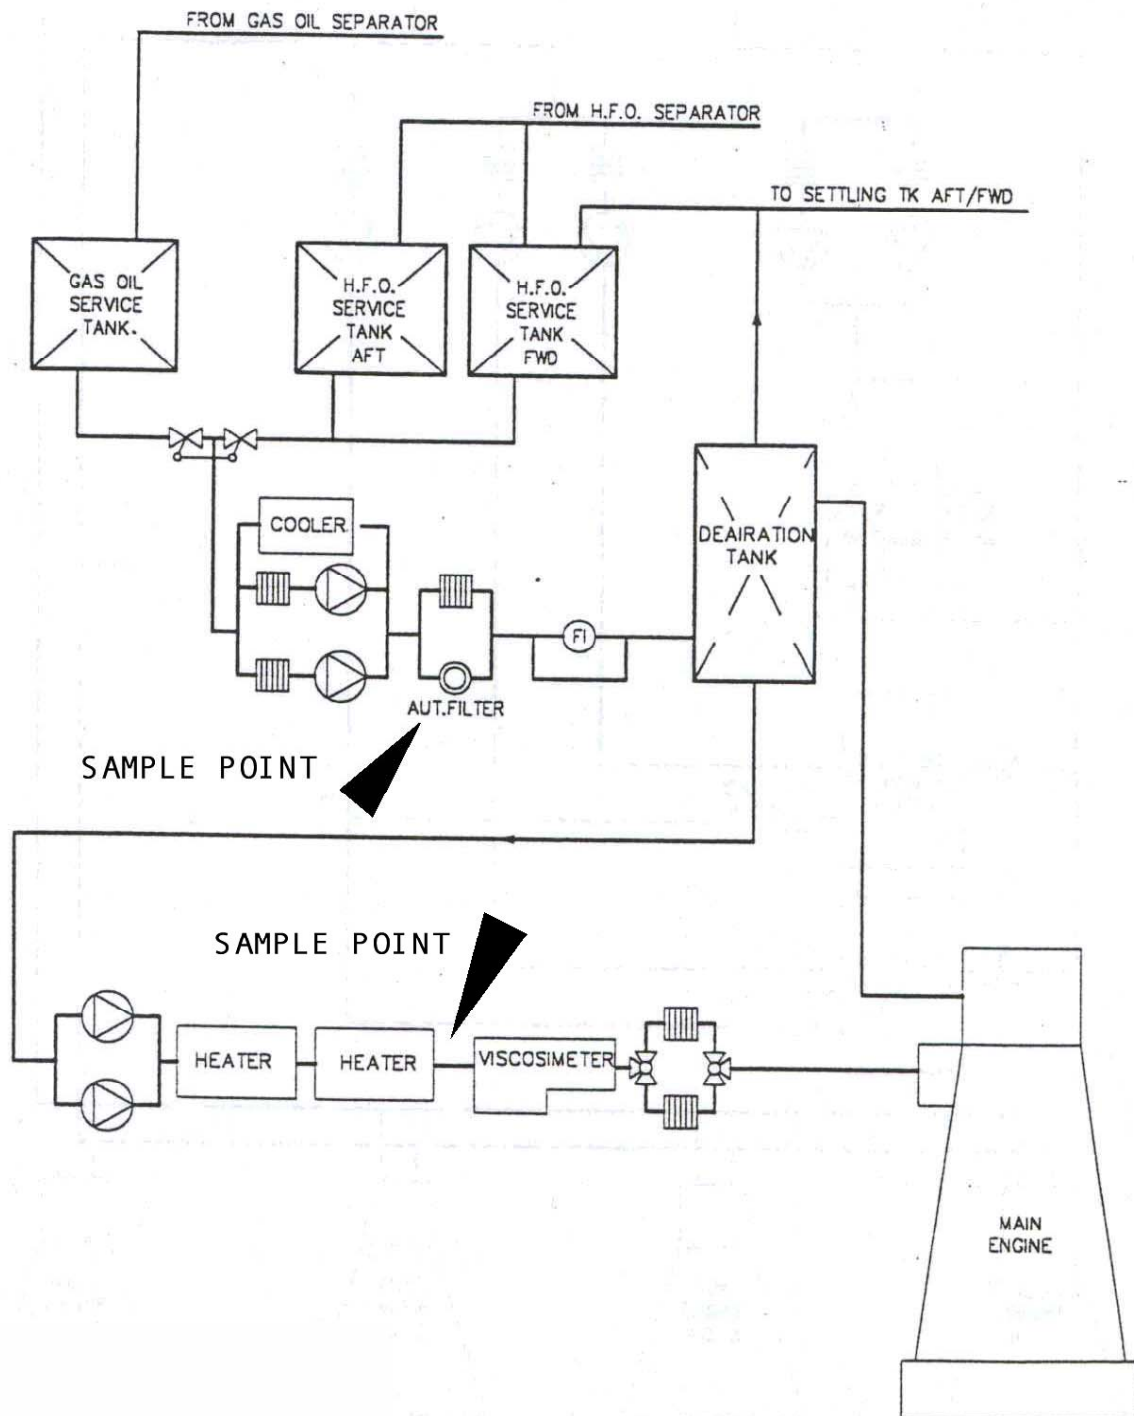 FROM GAS OIL SEPARATOR
FROM H.F.O. SEPARATOR
TO SETTLING TK AFT/FWD
GAS OIL
SERVICE
TANK.
H.F.O.
SERVICE
TANK
AFT
H.F.O.
SERVICE
TANK
FWD
COOLER
DEAIRATION
TANK
FI
AUT.FILTER
SAMPLE POINT
SAMPLE POINT
HEATER
HEATER
VISCOSIMETER
MAIN
ENGINE